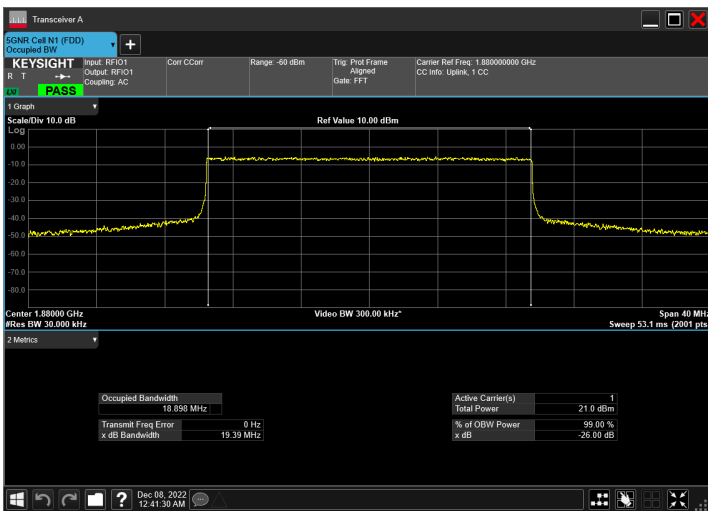 Transceiver A
5GNR Cell N1 (FDD)
Occupied BW
KEYSIGHT
R T
LXI
PASS
Input: RFIO1
Output: RFIO1
Coupling: AC
Corr CCorr
Range: -60 dBm
Trig: Prot Frame
Aligned
Gate: FFT
Carrier Ref Freq: 1.880000000 GHz
CC Info: Uplink, 1 CC
1 Graph
Scale/Div 10.0 dB
Ref Value 10.00 dBm
Log
0.00
-10.0
-20.0
-30.0
-40.0
-50.0
-60.0
-70.0
-80.0
Center 1.88000 GHz
Video BW 300.00 kHz*
Span 40 MHz
#Res BW 30.000 kHz
Sweep 53.1 ms (2001 pts
2 Metrics
Occupied Bandwidth
18.898 MHz
Transmit Freq Error 0 Hz
x dB Bandwidth 19.39 MHz
Active Carrier(s) 1
Total Power 21.0 dBm
% of OBW Power 99.00 %
x dB -26.00 dB
?
Dec 08, 2022
12:41:30 AM